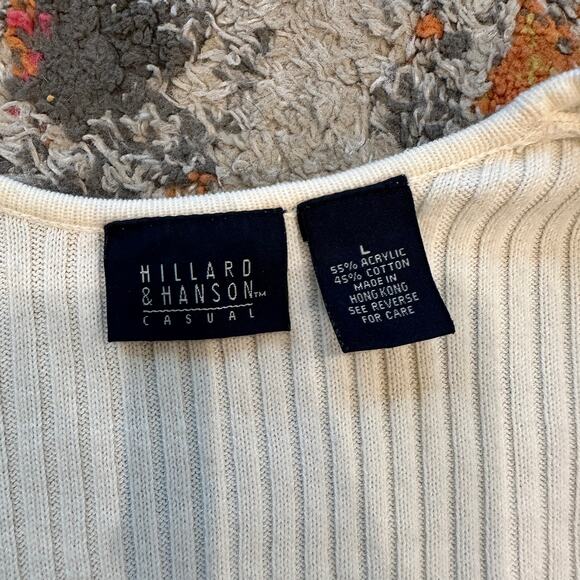 HILLARD
& HANSON™
CASUAL
L
55% ACRYLIC
45% COTTON
MADE IN
HONG KONG
SEE REVERSE
FOR CARE